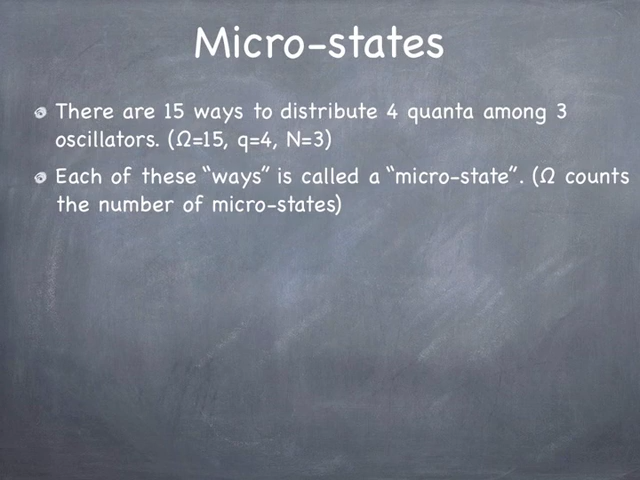 Micro-states
There are 15 ways to distribute 4 quanta among 3
oscillators. (Ω=15, q=4, N=3)
Each of these “ways” is called a “micro-state”. (Ω counts
the number of micro-states)